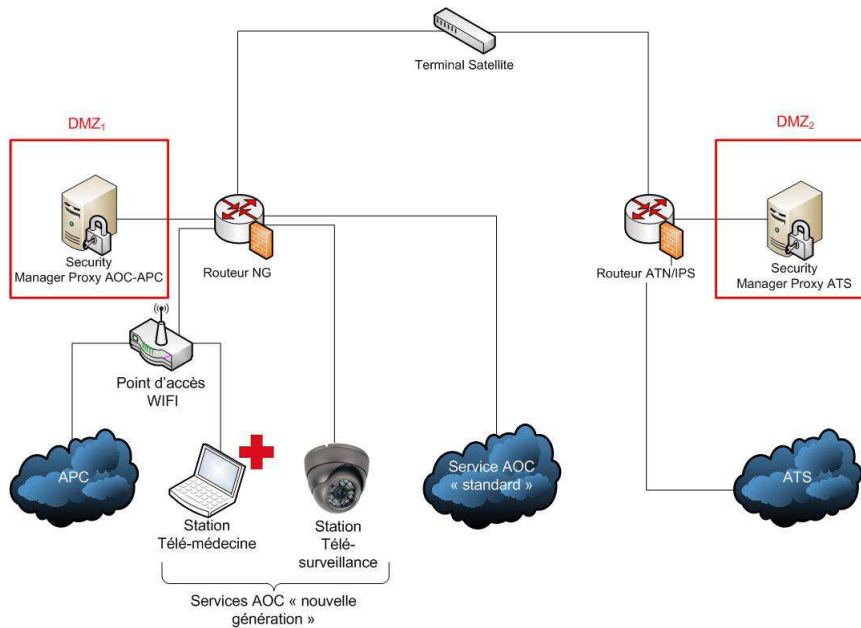 Terminal Satellite
DMZ₁
DMZ₂
Security
Manager Proxy AOC-APC
Routeur NG
Routeur ATN/IPS
Security
Manager Proxy ATS
Point d'accès
WIFI
APC
Service AOC
« standard »
ATS
Station
Télé-médecine
Station
Télé-
surveillance
Services AOC « nouvelle
génération »